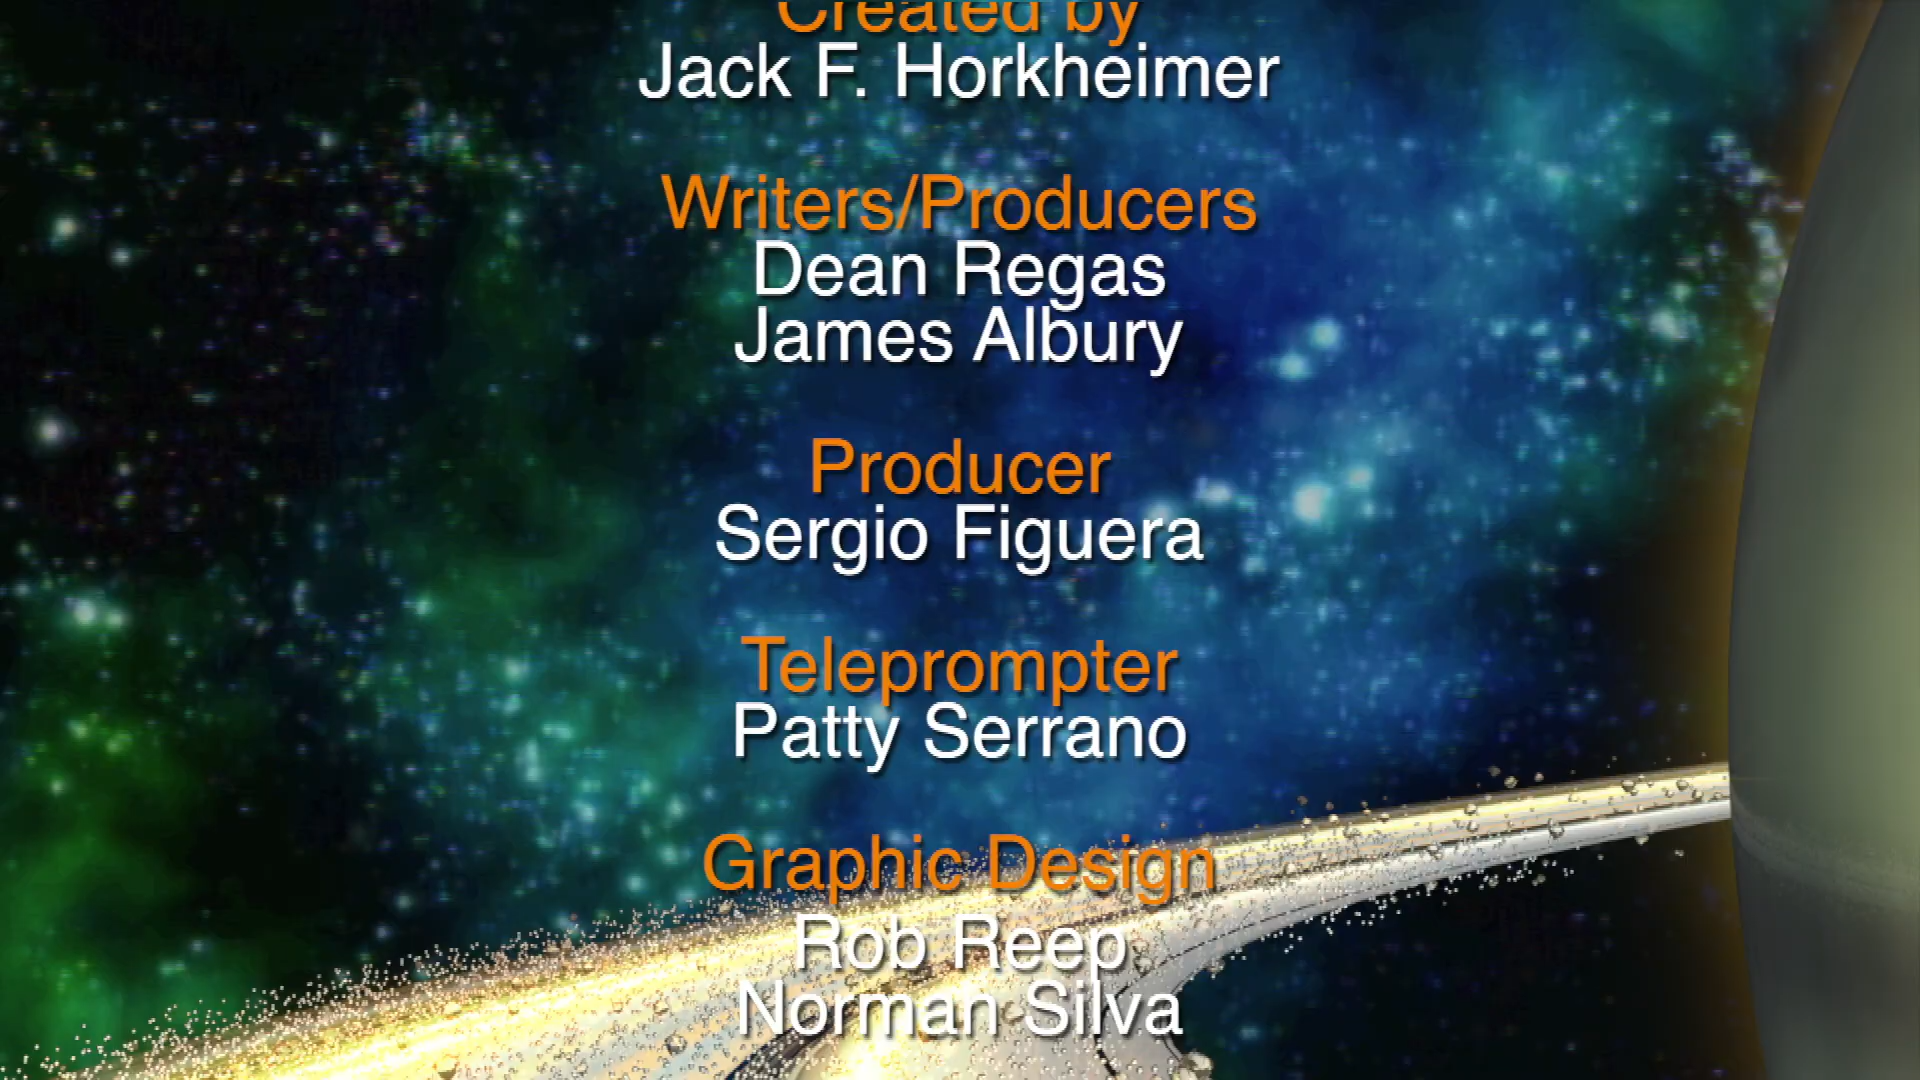 Created by
Jack F. Horkheimer
Writers/Producers
Dean Regas
James Albury
Producer
Sergio Figuera
Teleprompter
Patty Serrano
Graphic Design
Rob Reep
Norman Silva